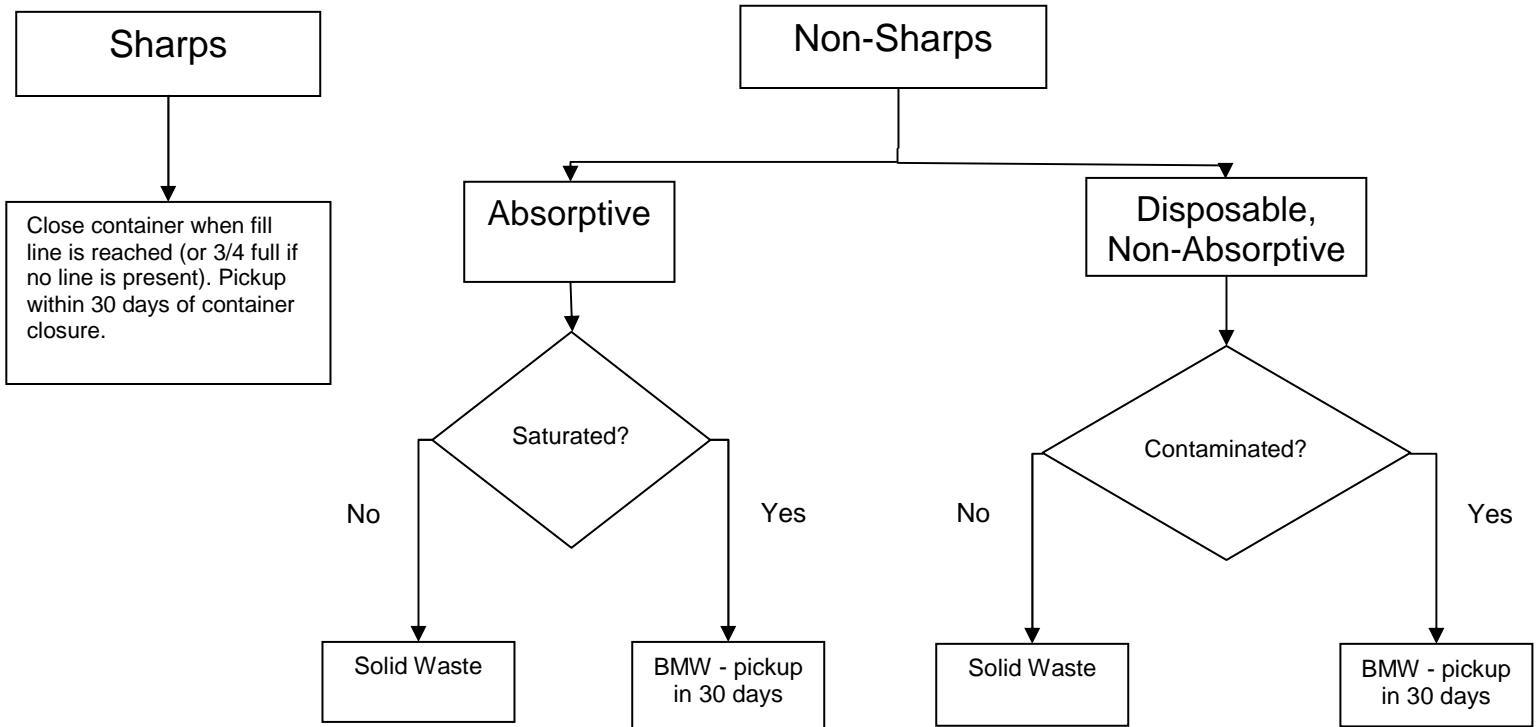 Sharps
Non-Sharps
Close container when fill
line is reached (or 3/4 full if
no line is present). Pickup
within 30 days of container
closure.
Absorptive
Disposable,
Non-Absorptive
Saturated?
Contaminated?
No
Yes
No
Yes
Solid Waste
BMW - pickup
in 30 days
Solid Waste
BMW - pickup
in 30 days